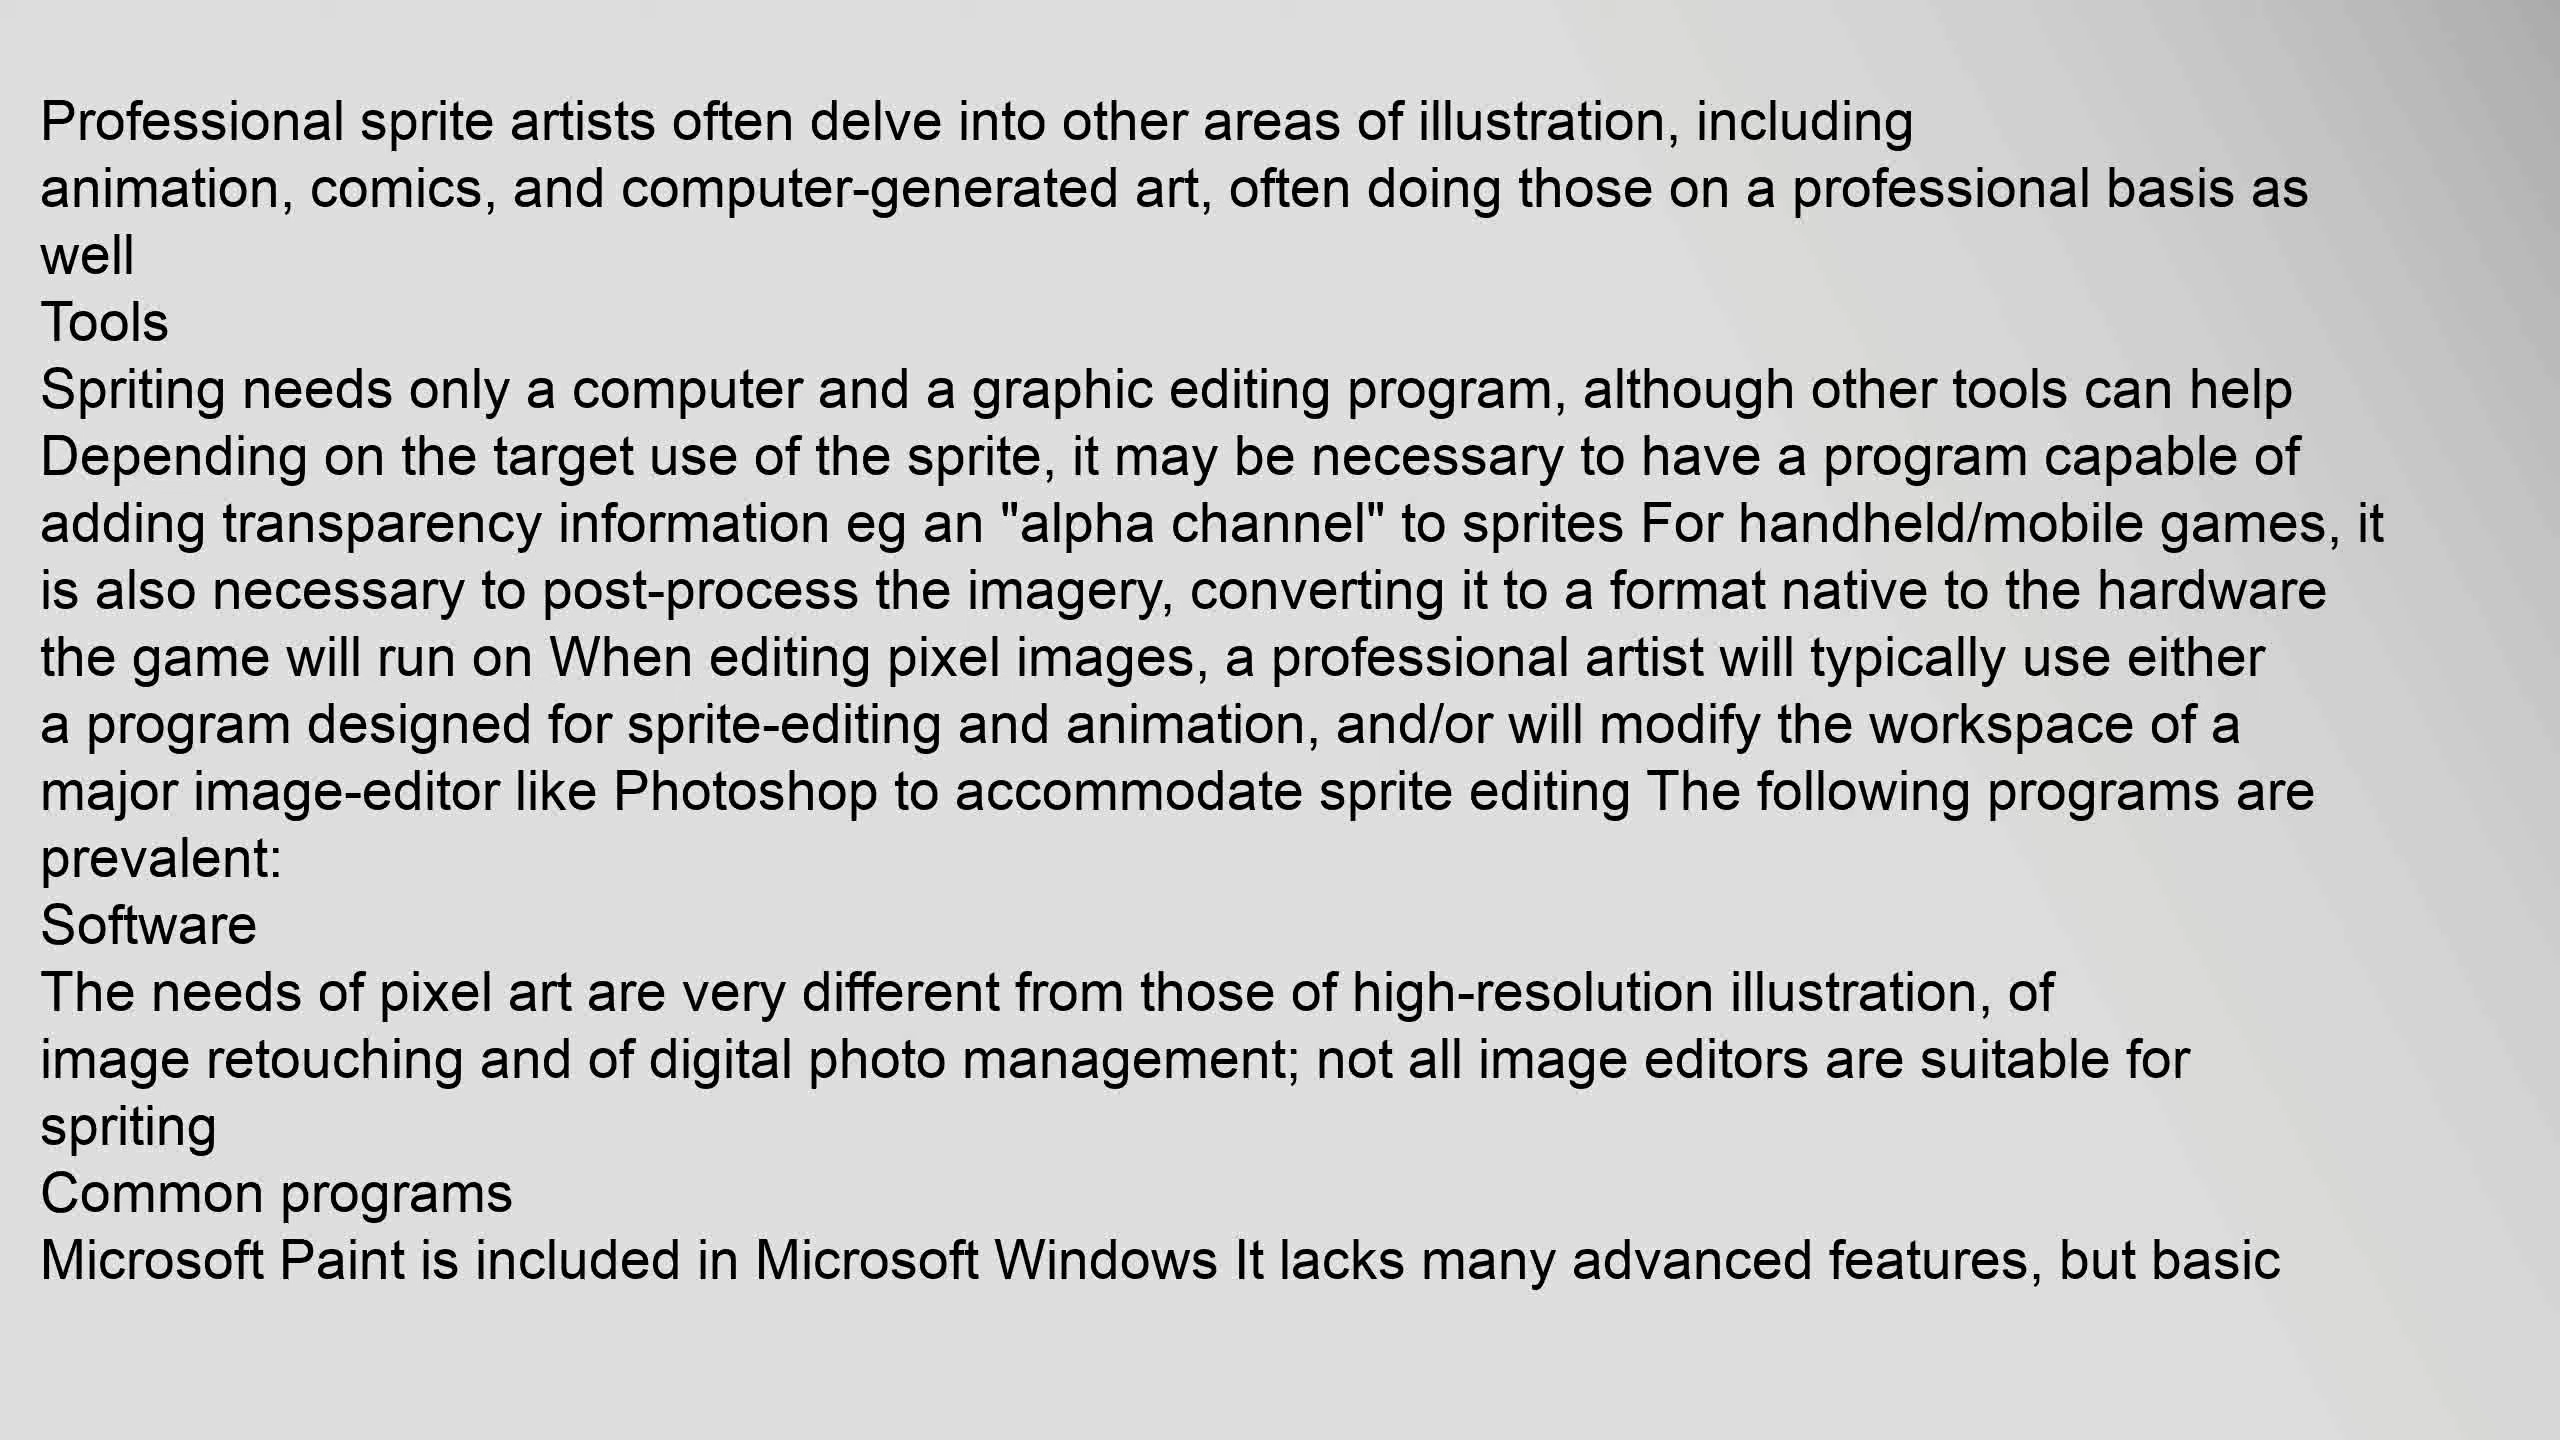 Professional sprite artists often delve into other areas of illustration, including
animation, comics, and computer-generated art, often doing those on a professional basis as
well
Tools
Spriting needs only a computer and a graphic editing program, although other tools can help
Depending on the target use of the sprite, it may be necessary to have a program capable of
adding transparency information eg an "alpha channel" to sprites For handheld/mobile games, it
is also necessary to post-process the imagery, converting it to a format native to the hardware
the game will run on When editing pixel images, a professional artist will typically use either
a program designed for sprite-editing and animation, and/or will modify the workspace of a
major image-editor like Photoshop to accommodate sprite editing The following programs are
prevalent:
Software
The needs of pixel art are very different from those of high-resolution illustration, of
image retouching and of digital photo management; not all image editors are suitable for
spriting
Common programs
Microsoft Paint is included in Microsoft Windows It lacks many advanced features, but basic